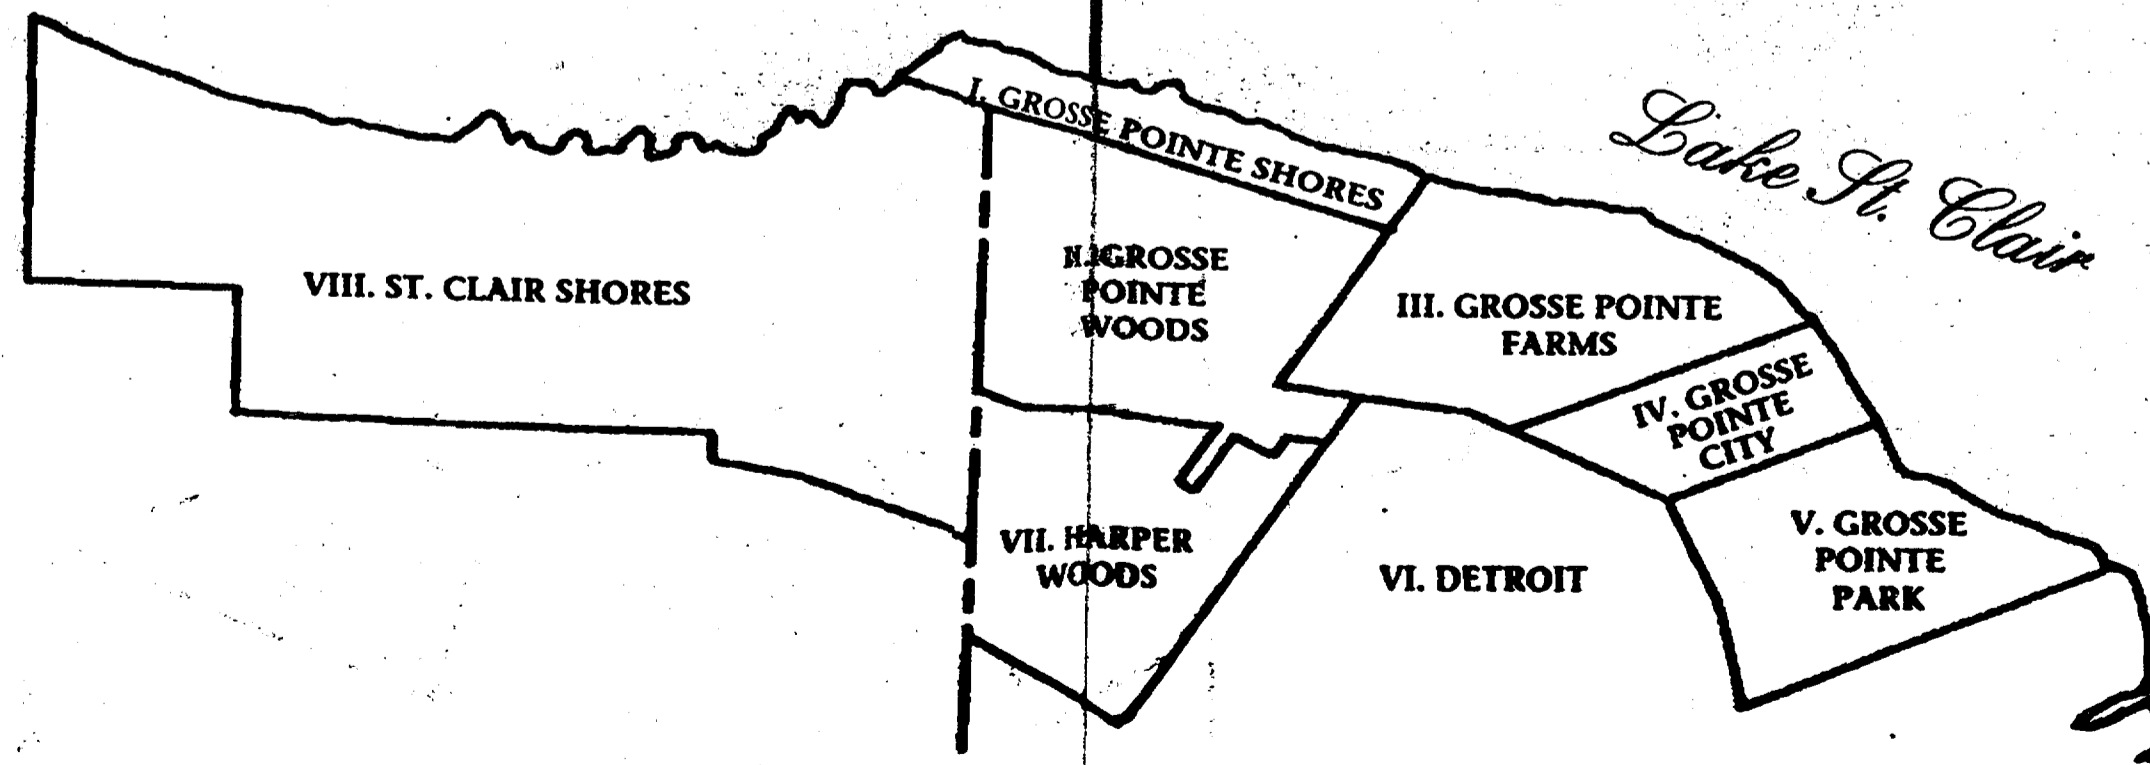 I. GROSSE POINTE SHORES
Lake St. Clair
II. GROSSE
POINTE
WOODS
VIII. ST. CLAIR SHORES
III. GROSSE POINTE
FARMS
IV. GROSSE
POINTE
CITY
V. GROSSE
POINTE
PARK
VII. HARPER
WOODS
VI. DETROIT